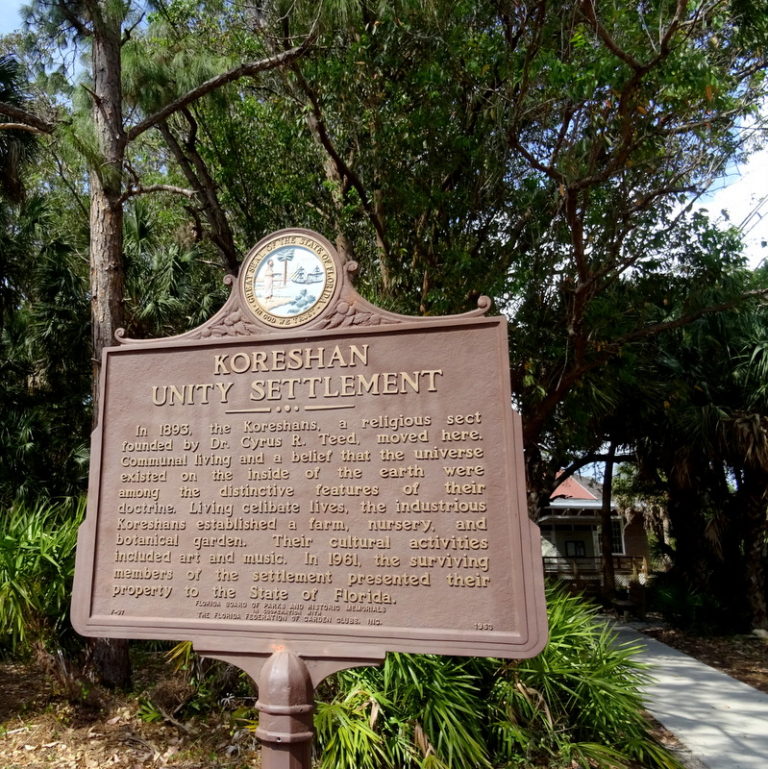 GREAT SEAL OF THE STATE OF FLORIDA
IN GOD WE TRUST
KORESHAN
UNITY SETTLEMENT
In 1893, the Koreshans, a religious sect
founded by Dr. Cyrus R. Teed, moved here.
Communal living and a belief that the universe
existed on the inside of the earth were
among the distinctive features of their
doctrine. Living celibate lives, the industrious
Koreshans established a farm, nursery, and
botanical garden. Their cultural activities
included art and music. In 1961, the surviving
members of the settlement presented their
property to the State of Florida.
FLORIDA BOARD OF PARKS AND HISTORIC MEMORIALS
IN COOPERATION WITH
F-97 THE FLORIDA FEDERATION OF GARDEN CLUBS, INC. 1963